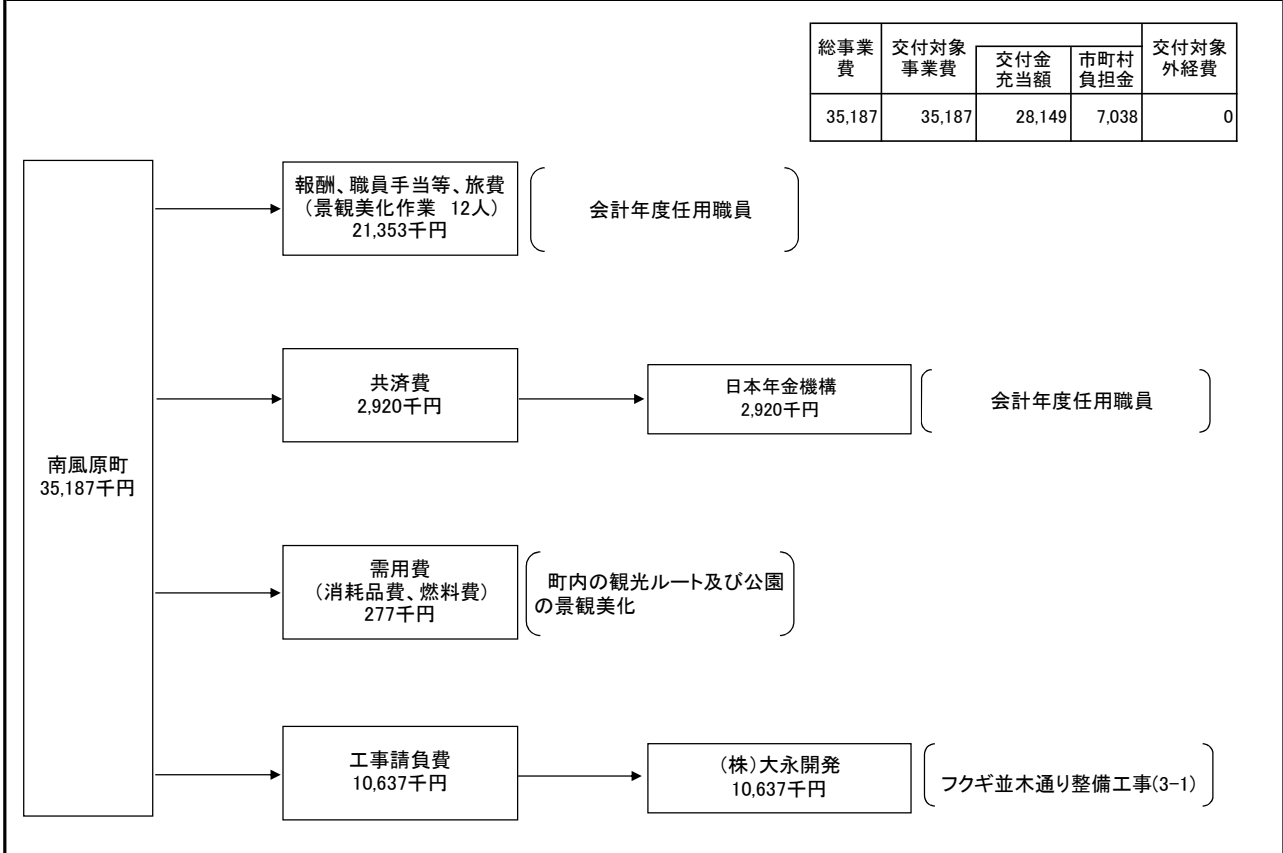 総事業
費
交付対象
事業費
交付金
充当額
市町村
負担金
交付対象
外経費
35,187
35,187
28,149
7,038
0
南風原町
35,187千円
報酬、職員手当等、旅費
(景観美化作業 12人)
21,353千円
会計年度任用職員
共済費
2,920千円
日本年金機構
2,920千円
会計年度任用職員
需用費
(消耗品費、燃料費)
277千円
町内の観光ルート及び公園
の景観美化
工事請負費
10,637千円
(株)大永開発
10,637千円
フクギ並木通り整備工事(3-1)